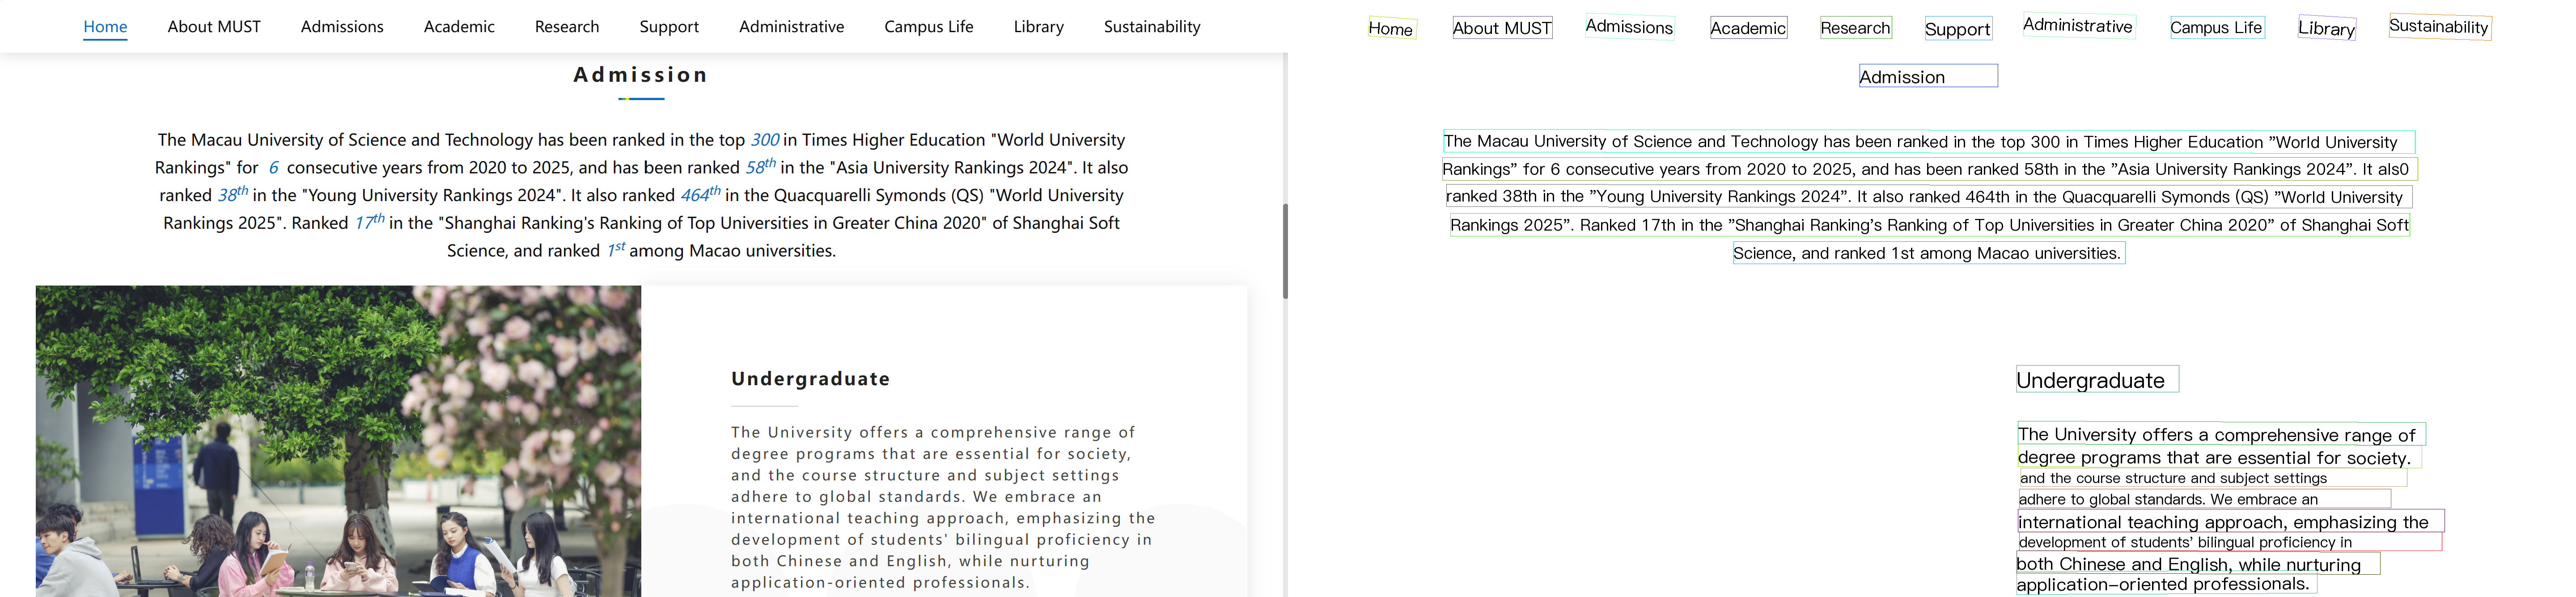 Home About MUST Admissions Academic Research Support Administrative Campus Life Library Sustainability
Admission
The Macau University of Science and Technology has been ranked in the top 300 in Times Higher Education "World University
Rankings" for 6 consecutive years from 2020 to 2025, and has been ranked 58th in the "Asia University Rankings 2024". It also
ranked 38th in the "Young University Rankings 2024". It also ranked 464th in the Quacquarelli Symonds (QS) "World University
Rankings 2025". Ranked 17th in the "Shanghai Ranking's Ranking of Top Universities in Greater China 2020" of Shanghai Soft
Science, and ranked 1st among Macao universities.
Undergraduate
The University offers a comprehensive range of
degree programs that are essential for society,
and the course structure and subject settings
adhere to global standards. We embrace an
international teaching approach, emphasizing the
development of students' bilingual proficiency in
both Chinese and English, while nurturing
application-oriented professionals.
Home About MUST Admissions Academic Research Support Administrative Campus Life Library Sustainability
Admission
The Macau University of Science and Technology has been ranked in the top 300 in Times Higher Education ”World University
Rankings” for 6 consecutive years from 2020 to 2025, and has been ranked 58th in the ”Asia University Rankings 2024”. It als0
ranked 38th in the ”Young University Rankings 2024”. It also ranked 464th in the Quacquarelli Symonds (QS) ”World University
Rankings 2025”. Ranked 17th in the ”Shanghai Ranking’s Ranking of Top Universities in Greater China 2020” of Shanghai Soft
Science, and ranked 1st among Macao universities.
Undergraduate
The University offers a comprehensive range of
degree programs that are essential for society.
and the course structure and subject settings
adhere to global standards. We embrace an
international teaching approach, emphasizing the
development of students’ bilingual proficiency in
both Chinese and English, while nurturing
application–oriented professionals.